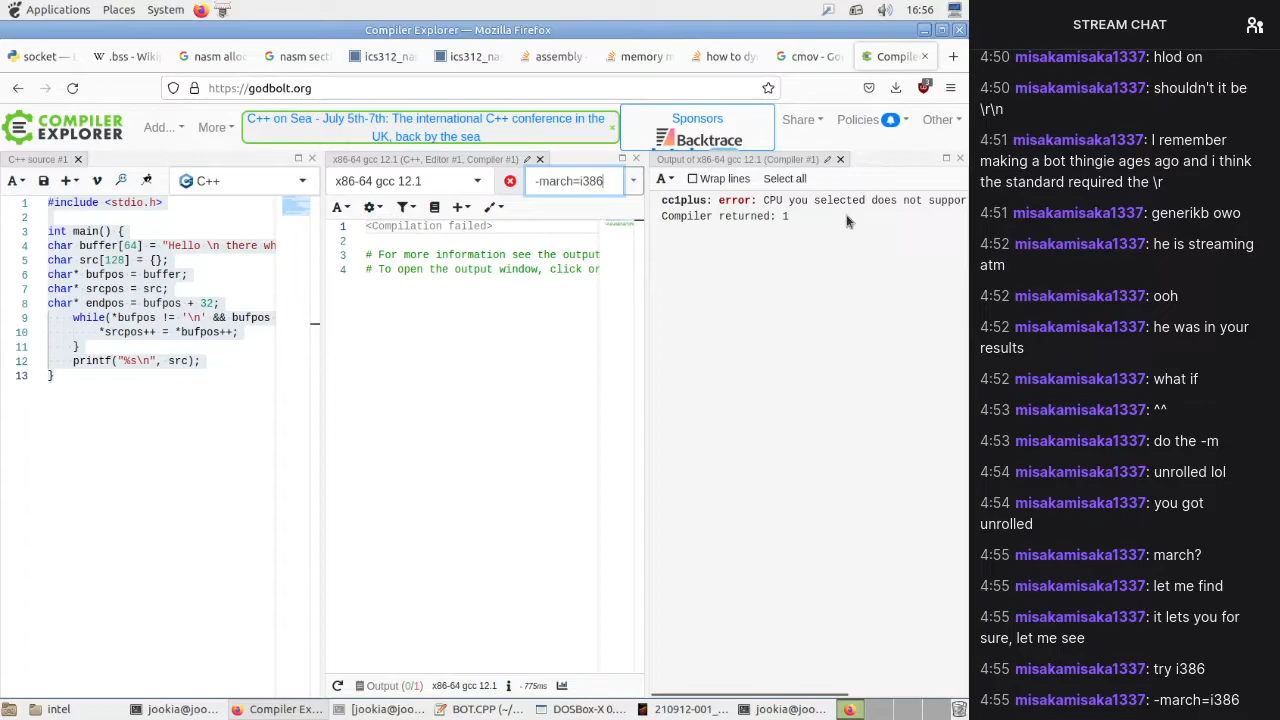 Applications Places System 16:56
Compiler Explorer — Mozilla Firefox
socket — .bss - Wiki nasm alloc nasm secti ics312_na ics312_na assembly - memory m how to dy cmov - Go Compiler
https://godbolt.org
COMPILER EXPLORER
Add... More
C++ on Sea - July 5th-7th: The international C++ conference in the
UK, back by the sea
Sponsors
Backtrace
Share Policies Other
C++ source #1
x86-64 gcc 12.1 (C++, Editor #1, Compiler #1)
Output of x86-64 gcc 12.1 (Compiler #1)
C++
x86-64 gcc 12.1
-march=i386
Wrap lines Select all
1 #include <stdio.h>
2
3 int main() {
4 char buffer[64] = "Hello \n there wh
5 char src[128] = {};
6 char* bufpos = buffer;
7 char* srcpos = src;
8 char* endpos = bufpos + 32;
9 while(*bufpos != '\n' && bufpos
10 *srcpos++ = *bufpos++;
11 }
12 printf("%s\n", src);
13 }
1 <Compilation failed>
2
3 # For more information see the output
4 # To open the output window, click or
cc1plus: error: CPU you selected does not suppor
Compiler returned: 1
Output (0/1) x86-64 gcc 12.1 - 775ms
intel jookia@joo... Compiler Ex... [jookia@joo... BOT.CPP (~/... DOSBox-X 0.... 210912-001_... jookia@joo...
STREAM CHAT
4:50 misakamisaka1337: hlod on
4:50 misakamisaka1337: shouldn't it be
\r\n
4:51 misakamisaka1337: I remember
making a bot thingie ages ago and i think
the standard required the \r
4:51 misakamisaka1337: generikb owo
4:52 misakamisaka1337: he is streaming
atm
4:52 misakamisaka1337: ooh
4:52 misakamisaka1337: he was in your
results
4:52 misakamisaka1337: what if
4:53 misakamisaka1337: ^^
4:53 misakamisaka1337: do the -m
4:54 misakamisaka1337: unrolled lol
4:54 misakamisaka1337: you got
unrolled
4:55 misakamisaka1337: march?
4:55 misakamisaka1337: let me find
4:55 misakamisaka1337: it lets you for
sure, let me see
4:55 misakamisaka1337: try i386
4:55 misakamisaka1337: -march=i386